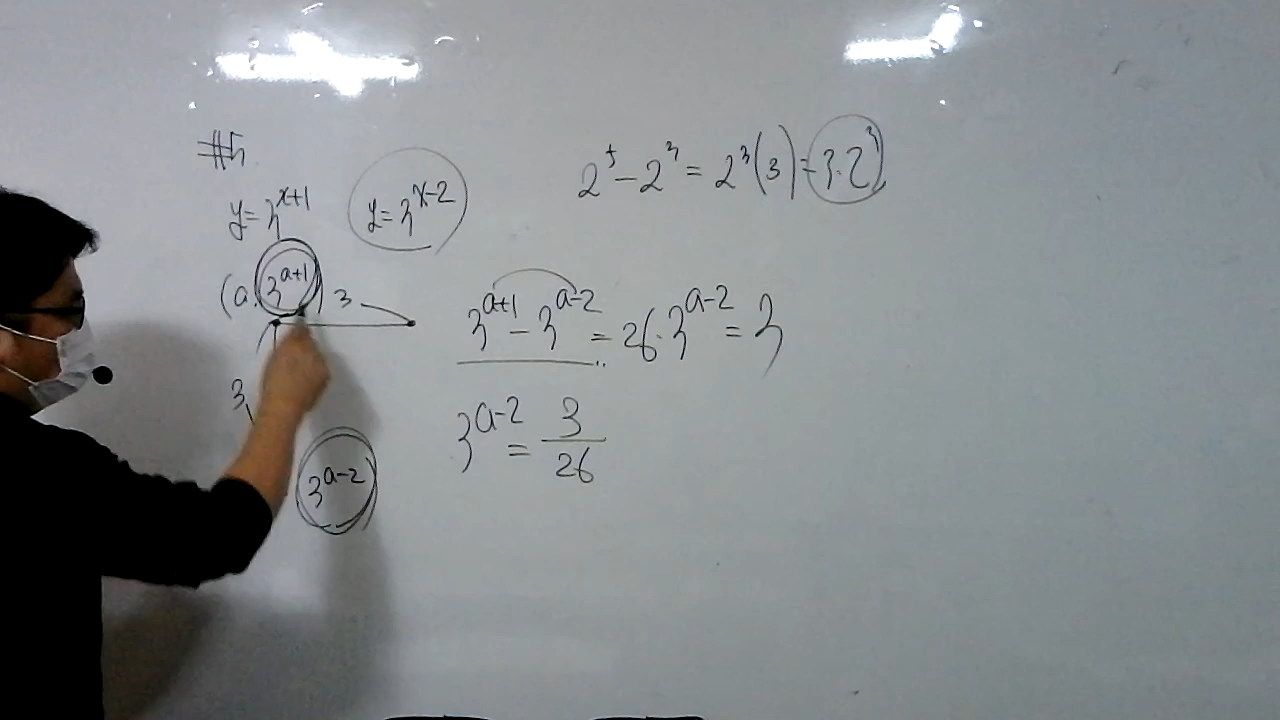 #5
y=3^{x+1}
y=3^{x-2}
(a, 3^{a+1})
3
3
3^{a-2}
2^5-2^3=2^3(3)=3·2^3
3^{a+1}-3^{a-2}=26·3^{a-2}=3
3^{a-2}=\frac{3}{26}